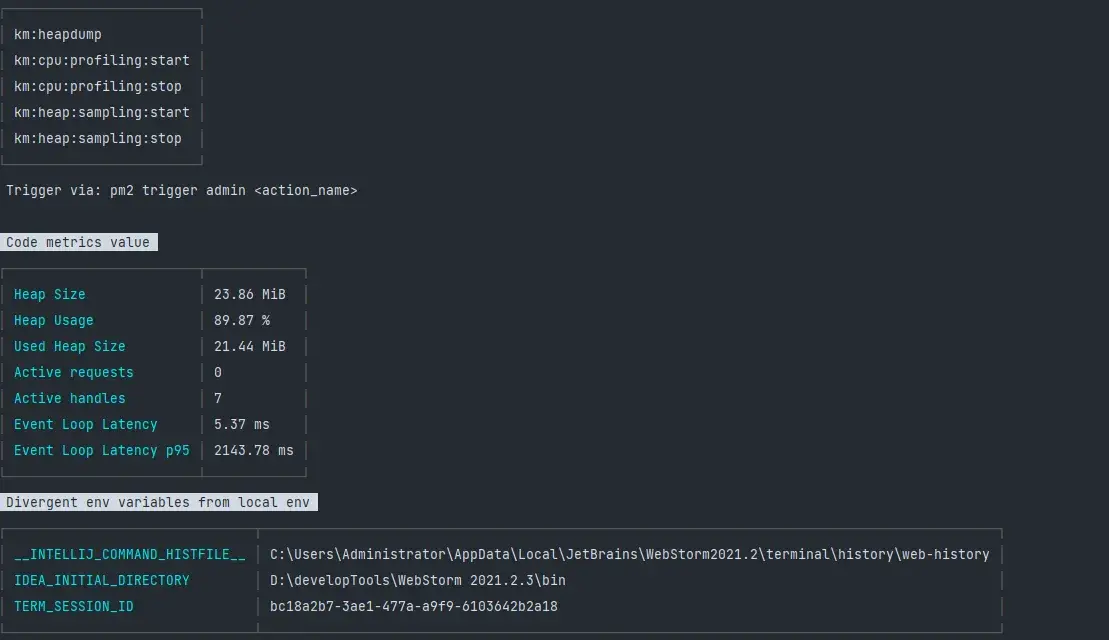 km:heapdump
km:cpu:profiling:start
km:cpu:profiling:stop
km:heap:sampling:start
km:heap:sampling:stop
Trigger via: pm2 trigger admin <action_name>
Code metrics value
Heap Size 23.86 MiB
Heap Usage 89.87 %
Used Heap Size 21.44 MiB
Active requests 0
Active handles 7
Event Loop Latency 5.37 ms
Event Loop Latency p95 2143.78 ms
Divergent env variables from local env
__INTELLIJ_COMMAND_HISTFILE__ C:\Users\Administrator\AppData\Local\JetBrains\WebStorm2021.2\terminal\history\web-history
IDEA_INITIAL_DIRECTORY D:\developTools\WebStorm 2021.2.3\bin
TERM_SESSION_ID bc18a2b7-3ae1-477a-a9f9-6103642b2a18